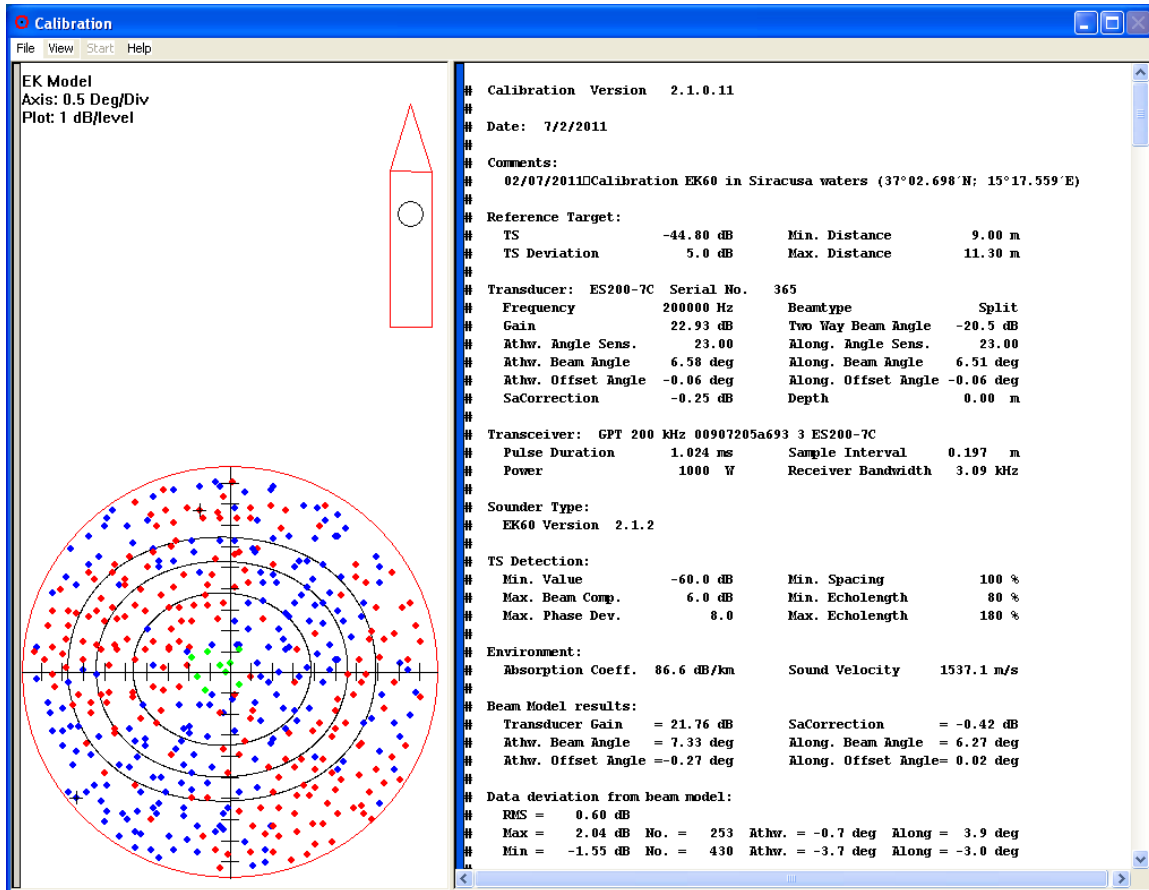 Calibration
File View Start Help
EK Model
Axis: 0.5 Deg/Div
Plot: 1 dB/level
# Calibration Version 2.1.0.11
#
# Date: 7/2/2011
#
# Comments:
# 02/07/2011□Calibration EK60 in Siracusa waters (37°02.698´N; 15°17.559´E)
#
# Reference Target:
# TS -44.80 dB Min. Distance 9.00 m
# TS Deviation 5.0 dB Max. Distance 11.30 m
#
# Transducer: ES200-7C Serial No. 365
# Frequency 200000 Hz Beamtype Split
# Gain 22.93 dB Two Way Beam Angle -20.5 dB
# Athw. Angle Sens. 23.00 Along. Angle Sens. 23.00
# Athw. Beam Angle 6.58 deg Along. Beam Angle 6.51 deg
# Athw. Offset Angle -0.06 deg Along. Offset Angle -0.06 deg
# SaCorrection -0.25 dB Depth 0.00 m
#
# Transceiver: GPT 200 kHz 00907205a693 3 ES200-7C
# Pulse Duration 1.024 ms Sample Interval 0.197 m
# Power 1000 W Receiver Bandwidth 3.09 kHz
#
# Sounder Type:
# EK60 Version 2.1.2
#
# TS Detection:
# Min. Value -60.0 dB Min. Spacing 100 %
# Max. Beam Comp. 6.0 dB Min. Echolength 80 %
# Max. Phase Dev. 8.0 Max. Echolength 180 %
#
# Environment:
# Absorption Coeff. 86.6 dB/km Sound Velocity 1537.1 m/s
#
# Beam Model results:
# Transducer Gain = 21.76 dB SaCorrection = -0.42 dB
# Athw. Beam Angle = 7.33 deg Along. Beam Angle = 6.27 deg
# Athw. Offset Angle =-0.27 deg Along. Offset Angle= 0.02 deg
#
# Data deviation from beam model:
# RMS = 0.60 dB
# Max = 2.04 dB No. = 253 Athw. = -0.7 deg Along = 3.9 deg
# Min = -1.55 dB No. = 430 Athw. = -3.7 deg Along = -3.0 deg
#